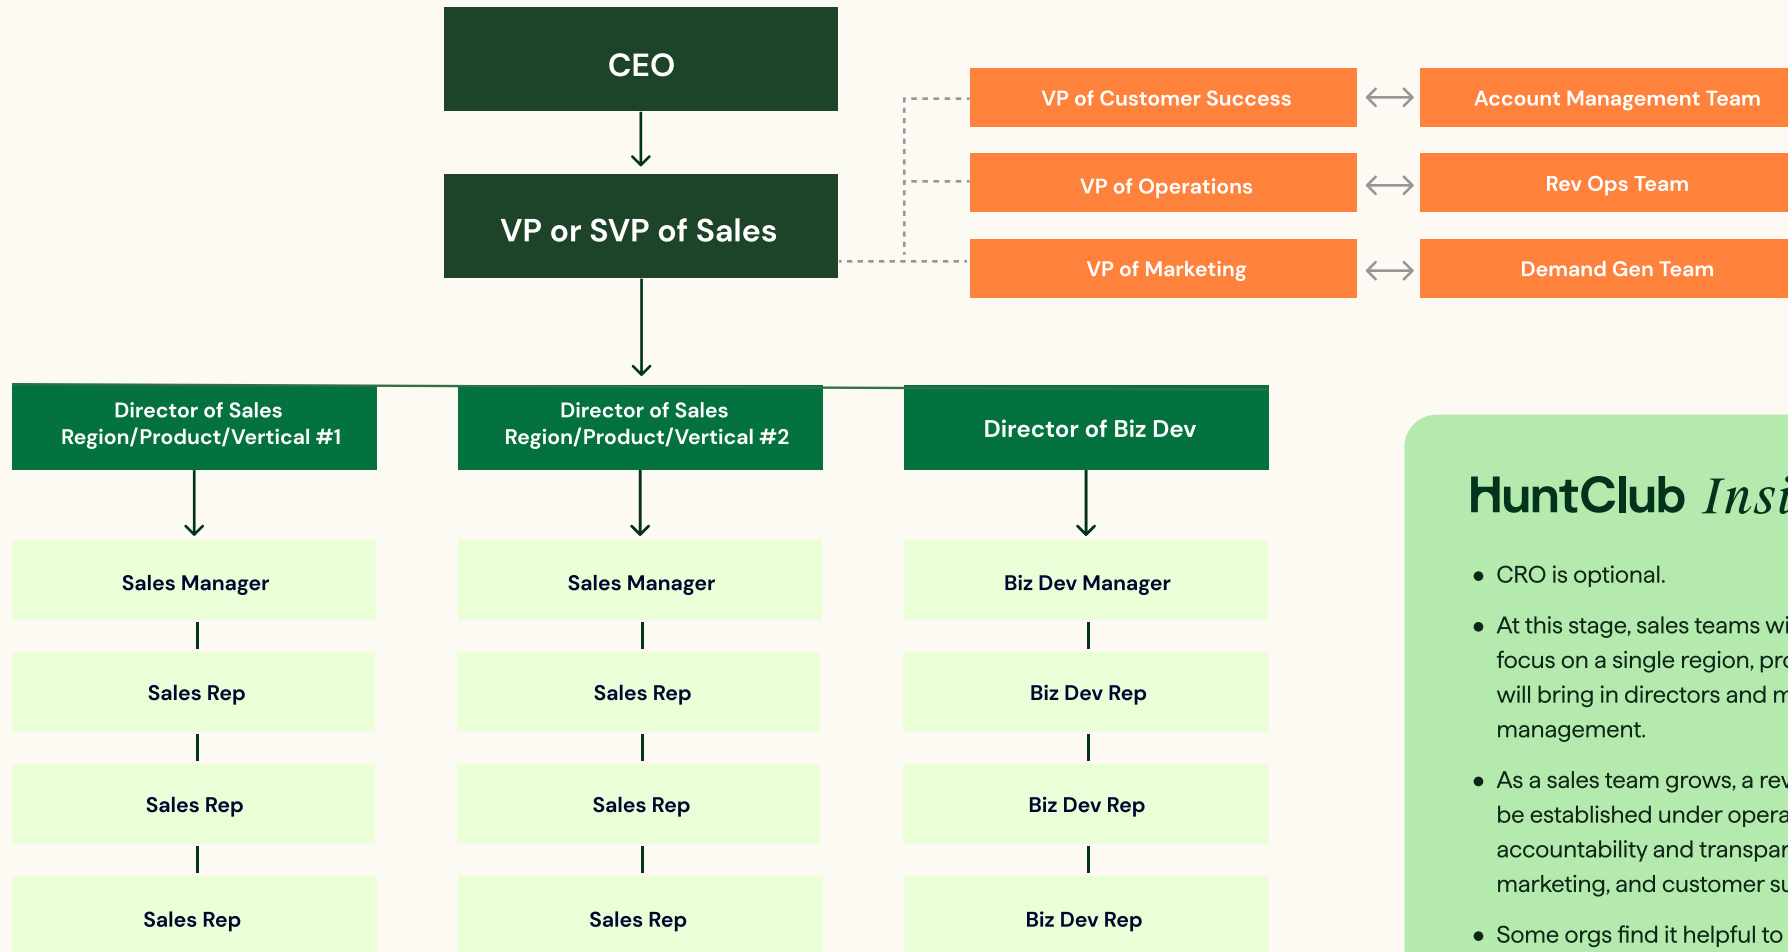 CEO
VP or SVP of Sales
VP of Customer Success
Account Management Team
VP of Operations
Rev Ops Team
VP of Marketing
Demand Gen Team
Director of Sales
Region/Product/Vertical #1
Director of Sales
Region/Product/Vertical #2
Director of Biz Dev
Sales Manager
Sales Manager
Biz Dev Manager
Sales Rep
Sales Rep
Biz Dev Rep
Sales Rep
Sales Rep
Biz Dev Rep
Sales Rep
Sales Rep
Biz Dev Rep
HuntClub
• CRO is optional.
• At this stage, sales teams
focus on a single region,
will bring in directors and
management.
• As a sales team grows, a
be established under
accountability and
marketing, and customer
• Some orgs find it helpful to